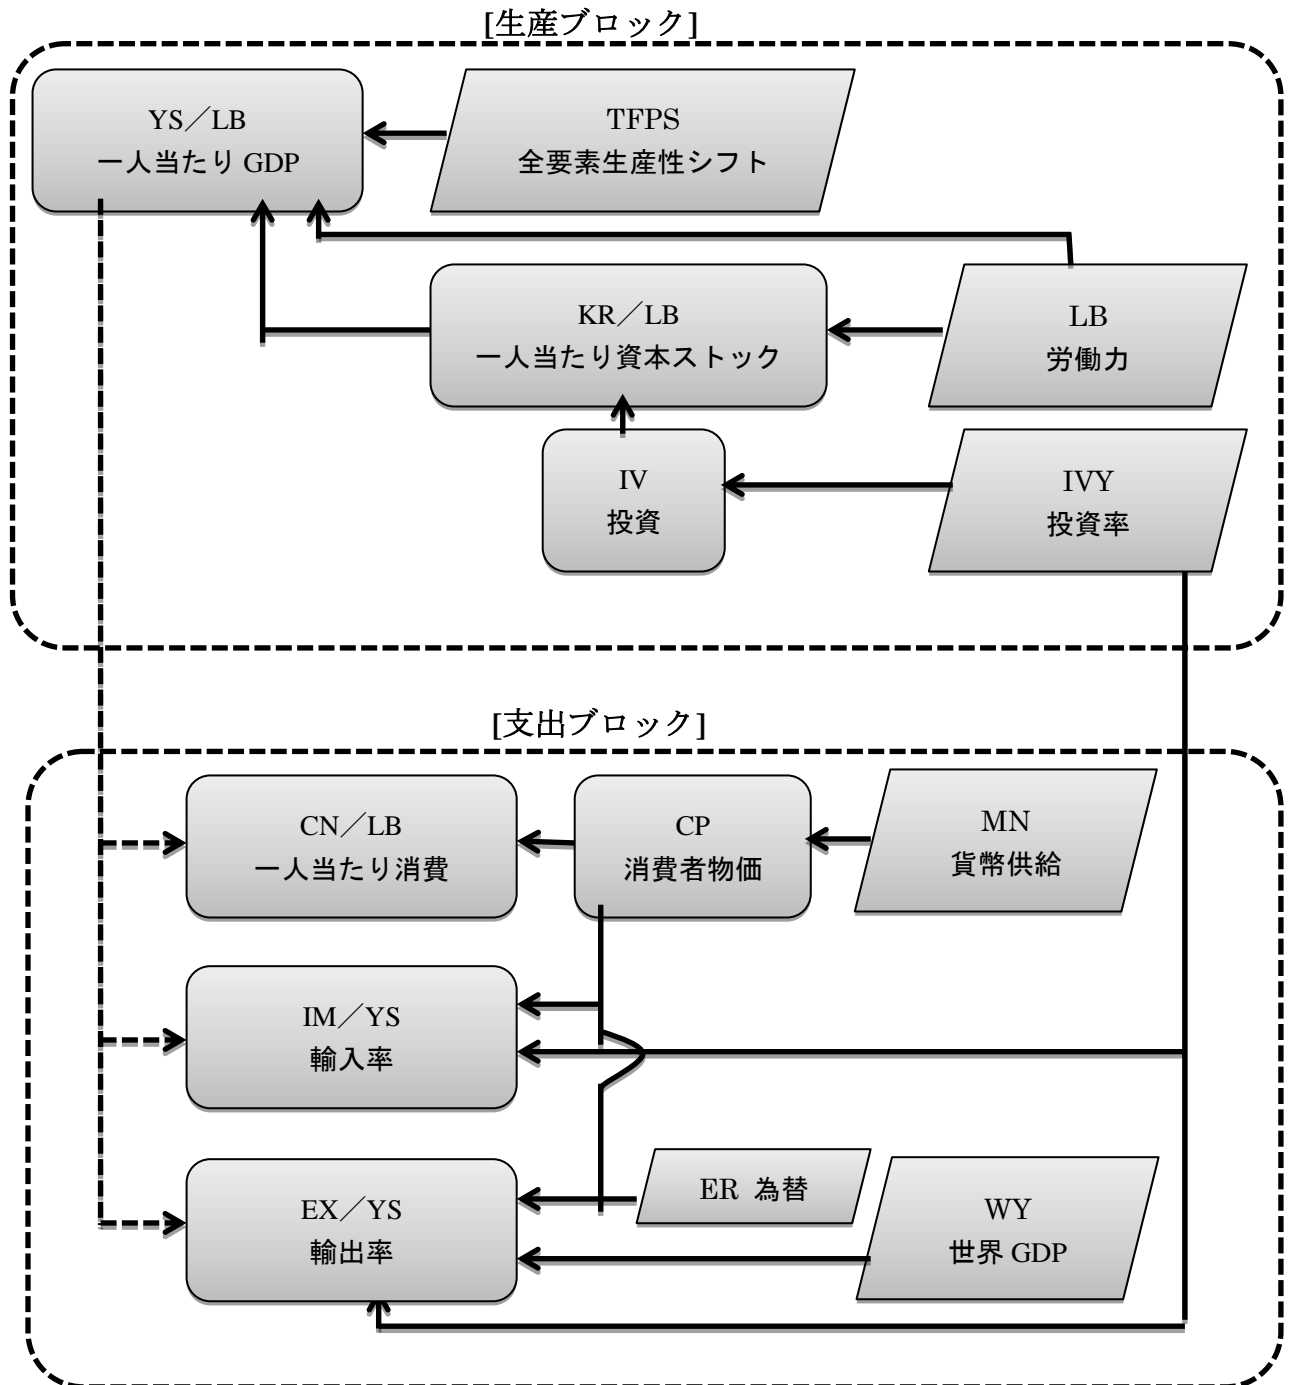 [生産ブロック]
YS／LB
一人当たり GDP
TFPS
全要素生産性シフト
KR／LB
一人当たり資本ストック
LB
労働力
IV
投資
IVY
投資率
[支出ブロック]
CN／LB
一人当たり消費
CP
消費者物価
MN
貨幣供給
IM／YS
輸入率
EX／YS
輸出率
ER 為替
WY
世界 GDP